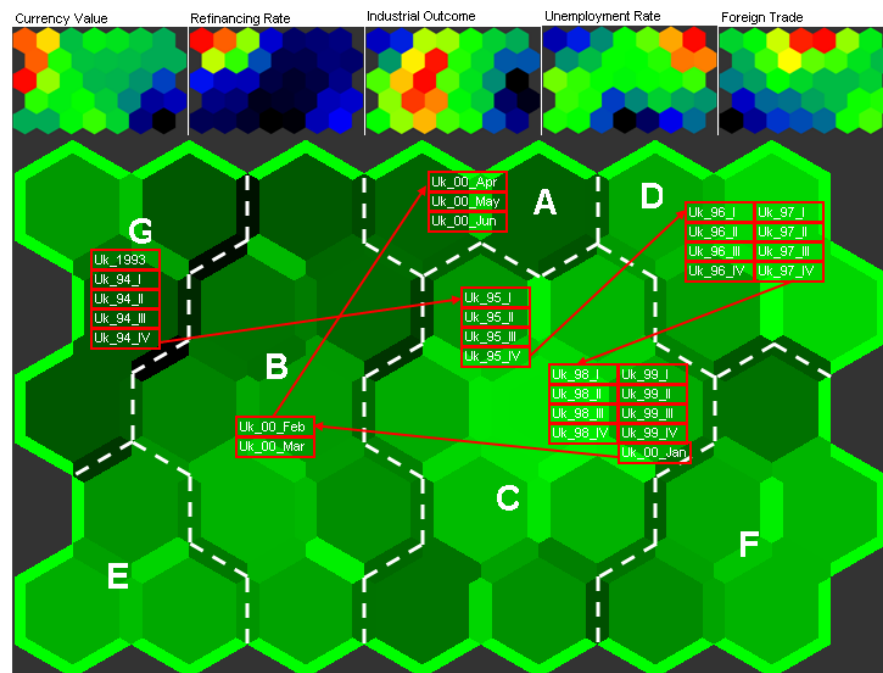 Currency Value Refinancing Rate Industrial Outcome Unemployment Rate Foreign Trade
Uk_00_Apr
Uk_00_May
Uk_00_Jun
A
D
Uk_96_I Uk_97_I
Uk_96_II Uk_97_II
Uk_96_III Uk_97_III
Uk_96_IV Uk_97_IV
G
Uk_1993
Uk_94_I
Uk_94_II
Uk_94_III
Uk_94_IV
Uk_95_I
Uk_95_II
Uk_95_III
Uk_95_IV
B
Uk_98_I Uk_99_I
Uk_98_II Uk_99_II
Uk_98_III Uk_99_III
Uk_98_IV Uk_99_IV
Uk_00_Jan
Uk_00_Feb
Uk_00_Mar
C
F
E